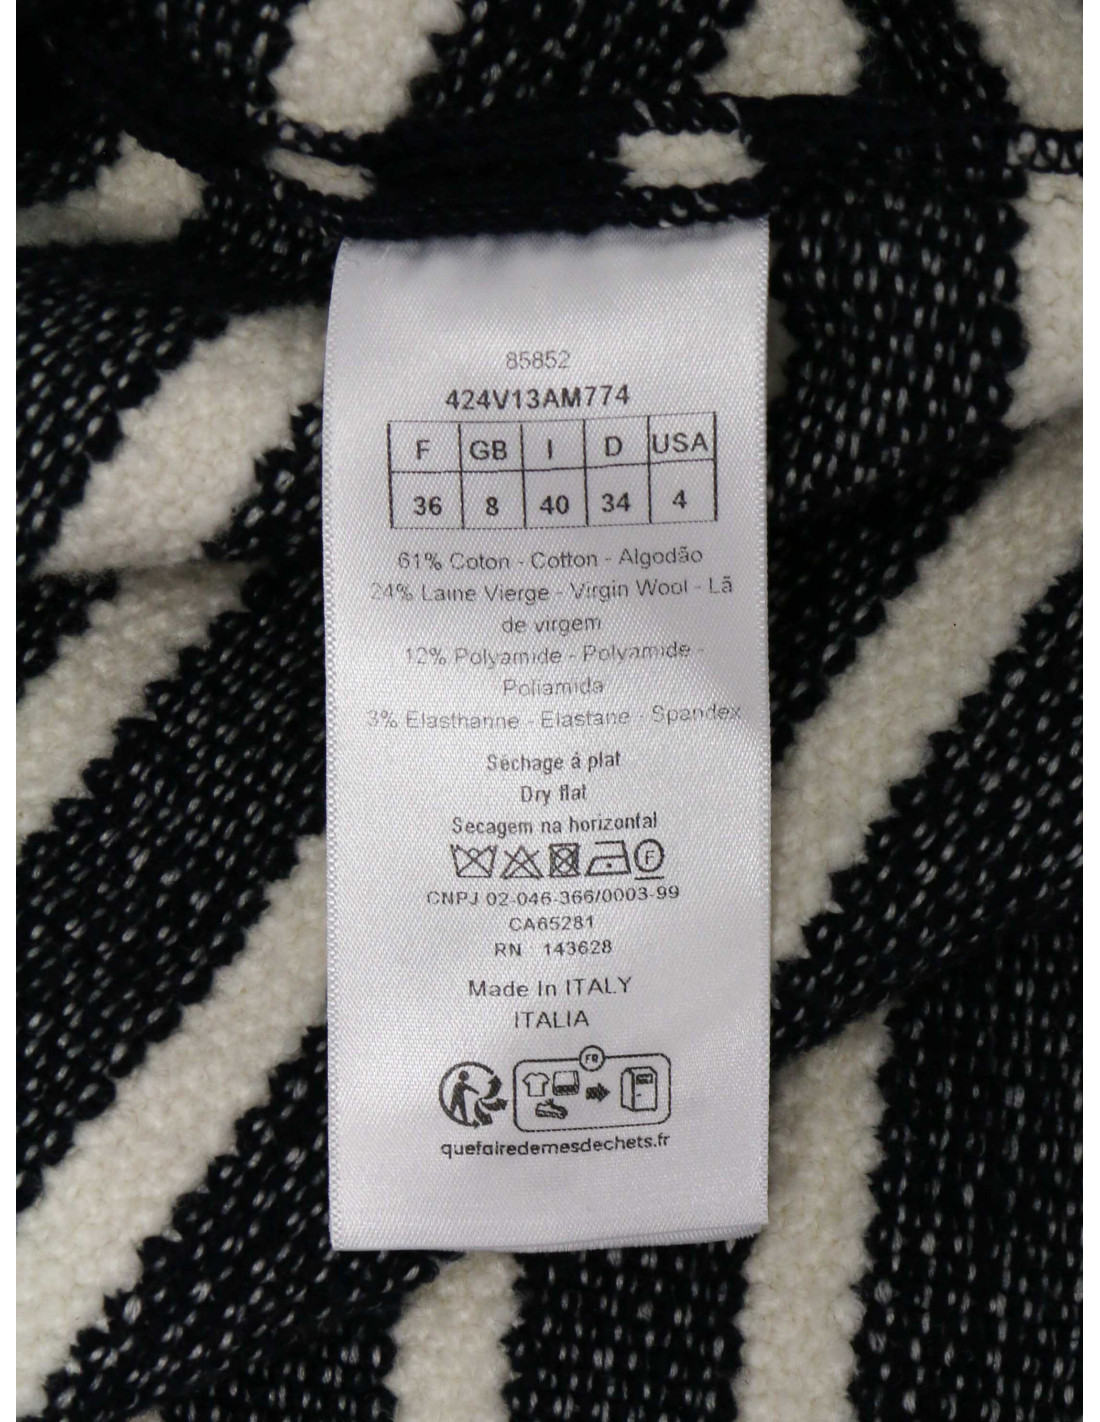 85852
424V13AM774
F GB I D USA
36 8 40 34 4
61% Coton - Cotton - Algodão
24% Laine Vierge - Virgin Wool - Lã
de virgem
12% Polyamide - Polyamide -
Poliamida
3% Elasthanne - Elastane - Spandex
Séchage à plat
Dry flat
Secagem na horizontal
F
CNPJ 02-046-366/0003-99
CA65281
RN 143628
Made In ITALY
ITALIA
FR
quefairedemesdechets.fr